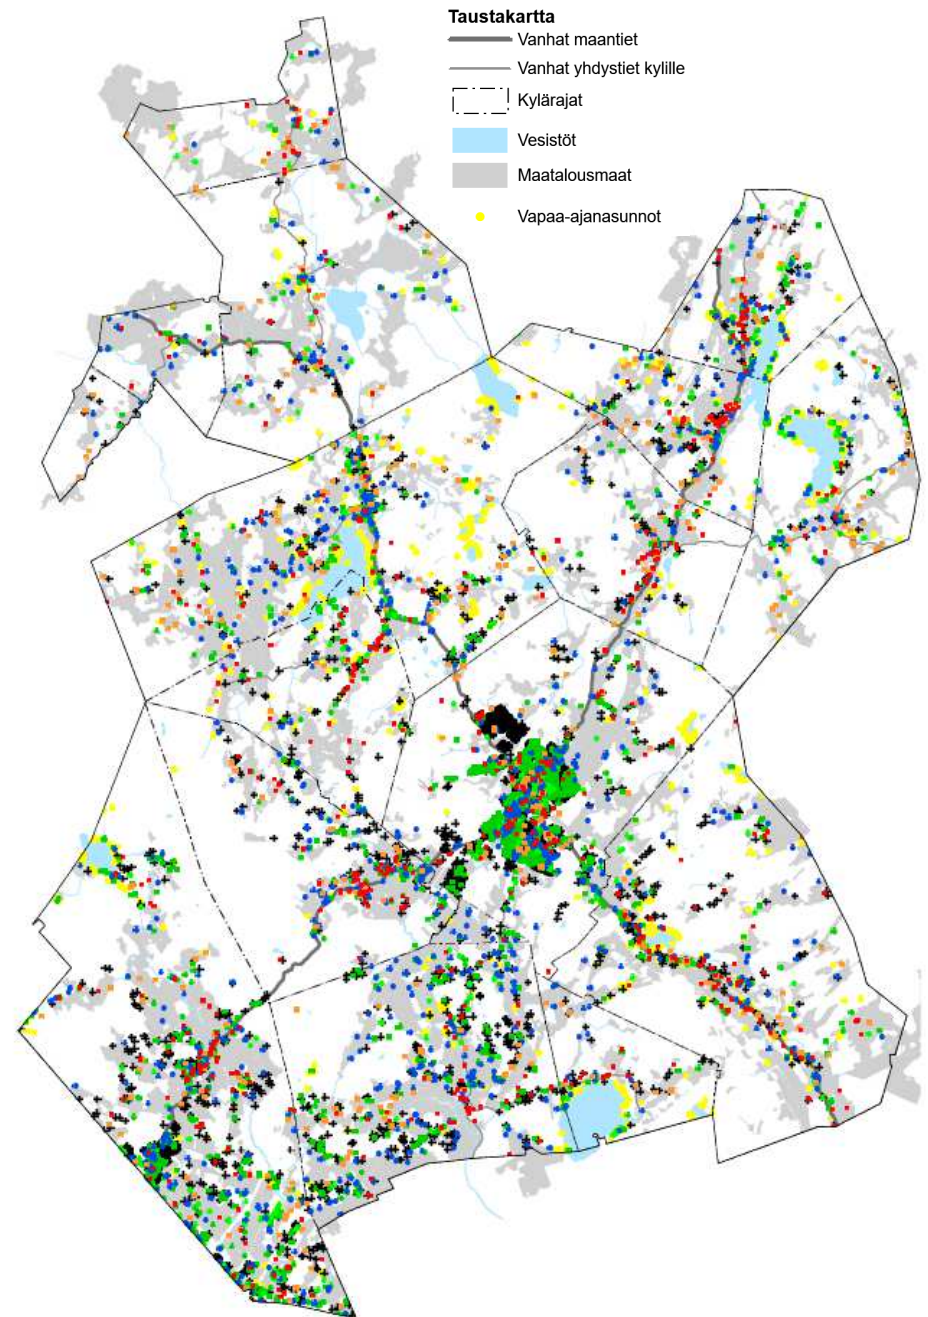 Taustakartta
Vanhat maantiet
Vanhat yhdystiet kylille
Kylärajat
Vesistöt
Maatalousmaat
Vapaa-ajanasunnot